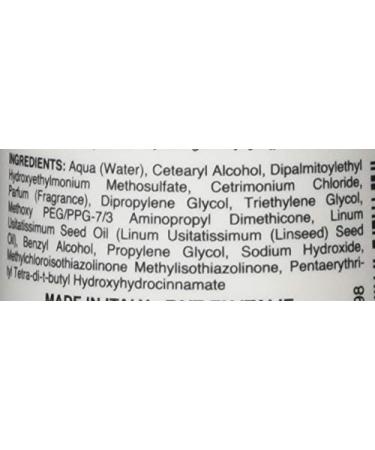 INGREDIENTS: Aqua (Water), Cetearyl Alcohol, Dipalmitoylethyl
Hydroxyethylmonium Methosulfate, Cetrimonium Chloride,
Parfum (Fragrance), Dipropylene Glycol, Triethylene Glycol,
Methoxy PEG/PPG-7/3 Aminopropyl Dimethicone, Linum
Usitatissimum Seed Oil (Linum Usitatissimum (Linseed) Seed
Oil), Benzyl Alcohol, Propylene Glycol, Sodium Hydroxide,
Methylchloroisothiazolinone Methylisothiazolinone, Pentaerythri-
tyl Tetra-di-t-butyl Hydroxyhydrocinnamate
MADE IN ITALY
98